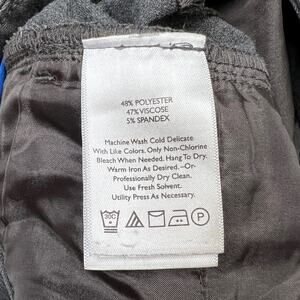 48% POLYESTER
47% VISCOSE
5% SPANDEX
Machine Wash Cold Delicate
With Like Colors. Only Non-Chlorine
Bleach When Needed. Hang To Dry.
Warm Iron As Desired. –Or–
Professionally Dry Clean.
Use Fresh Solvent.
Utility Press As Necessary.
P